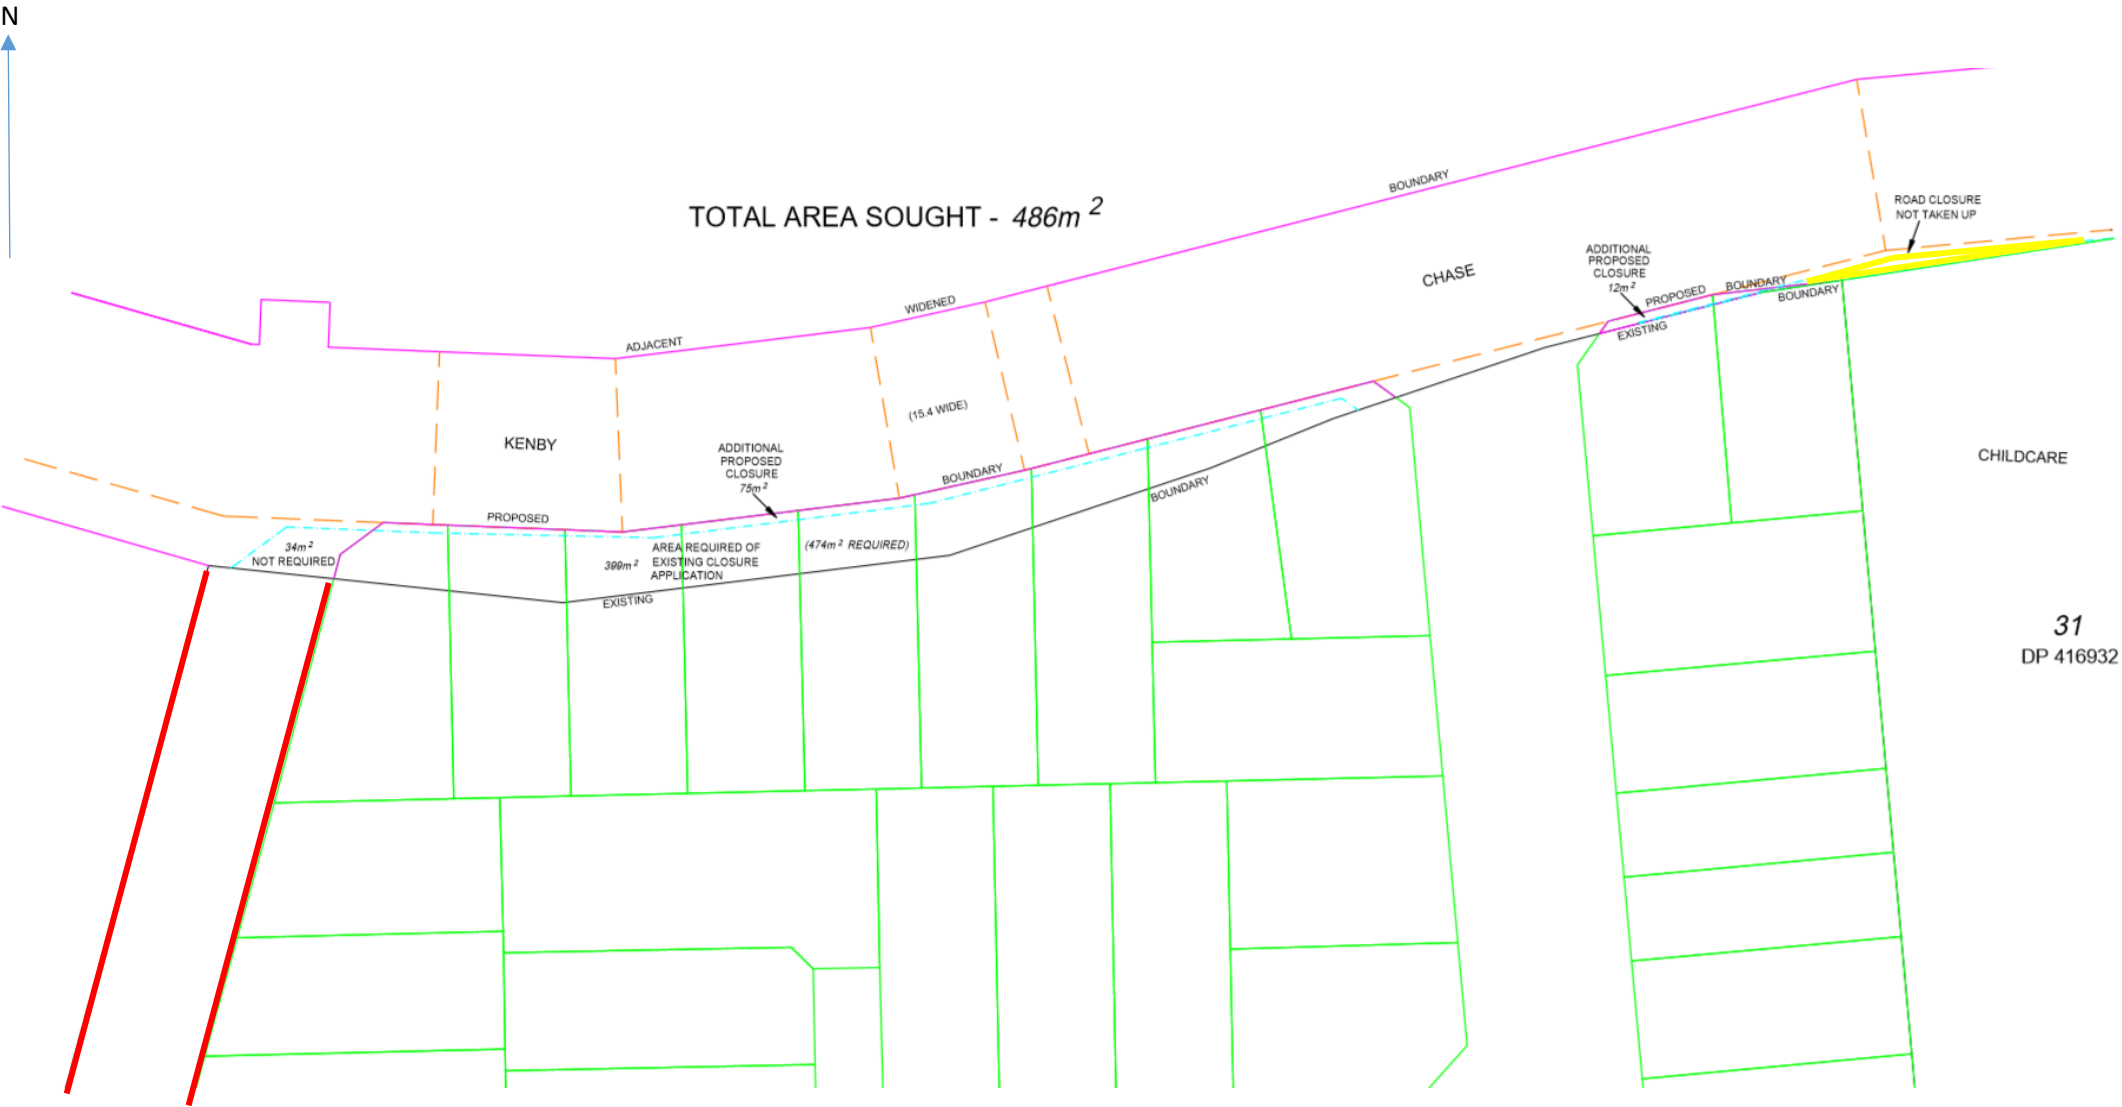 N
TOTAL AREA SOUGHT - 486m 2
BOUNDARY
ROAD CLOSURE
NOT TAKEN UP
WIDENED
ADJACENT
CHASE
ADDITIONAL
PROPOSED
CLOSURE
12m 2
PROPOSED
BOUNDARY
BOUNDARY
EXISTING
(15.4 WIDE)
KENBY
ADDITIONAL
PROPOSED
CLOSURE
75m 2
BOUNDARY
BOUNDARY
CHILDCARE
PROPOSED
34m 2
NOT REQUIRED
399m 2
AREA REQUIRED OF
EXISTING CLOSURE
APPLICATION
(474m 2 REQUIRED)
EXISTING
31
DP 416932